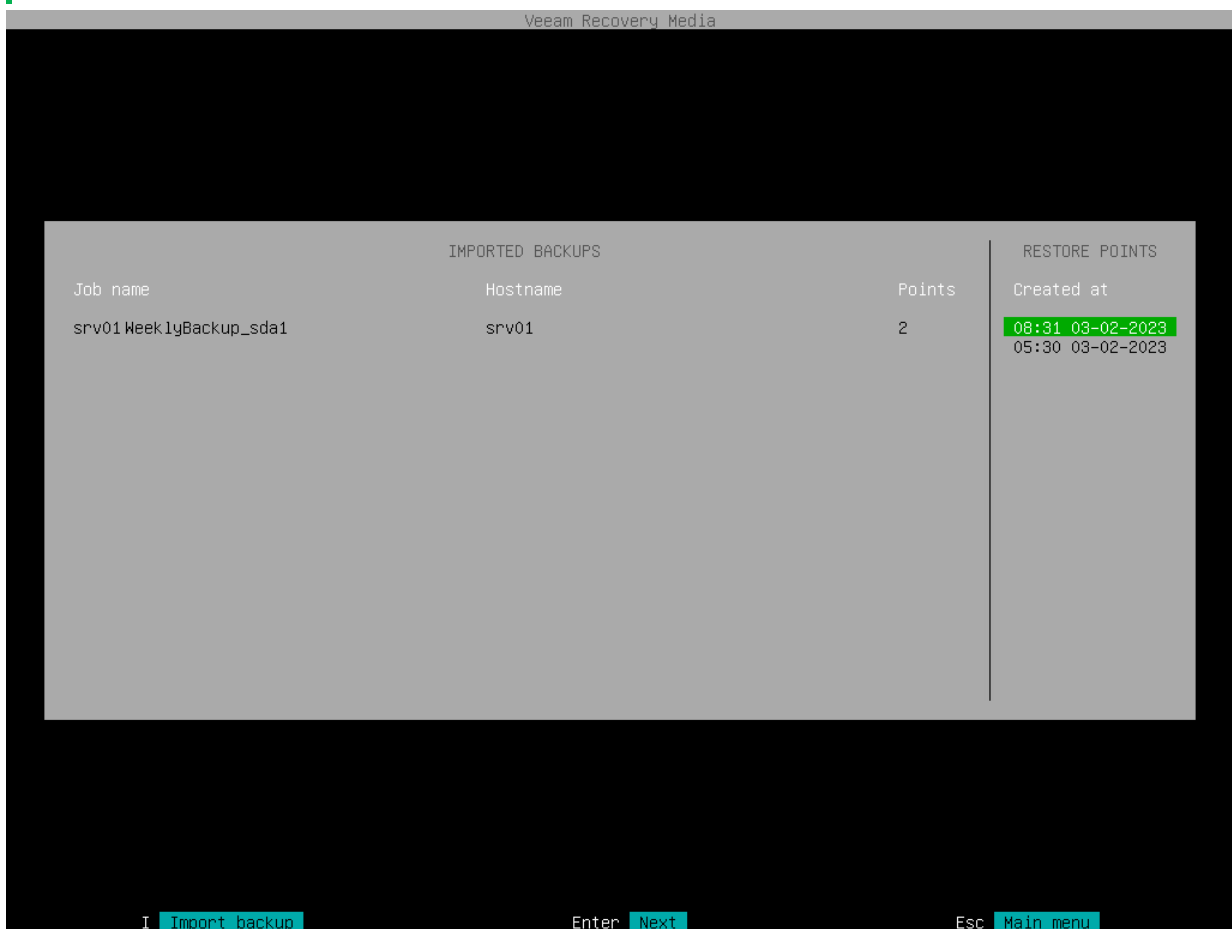 Veeam Recovery Media
IMPORTED BACKUPS
Job name Hostname Points
srv01 WeeklyBackup_sda1 srv01 2
RESTORE POINTS
Created at
08:31 03-02-2023
05:30 03-02-2023
I Import backup Enter Next Esc Main menu